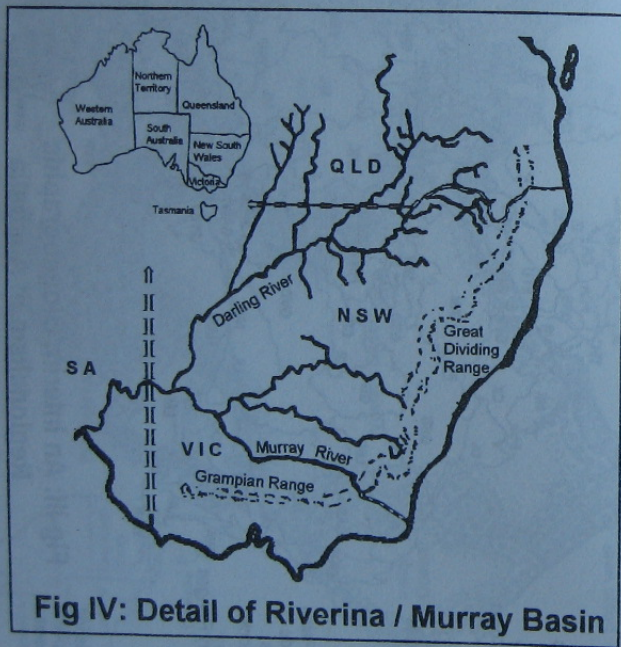 Northern
Territory
Western
Australia
Queensland
South
Australia
New South
Wales
Victoria
Tasmania
QLD
Darling River
NSW
Great
Dividing
Range
SA
VIC
Murray River
Grampian Range
Fig IV: Detail of Riverina / Murray Basin